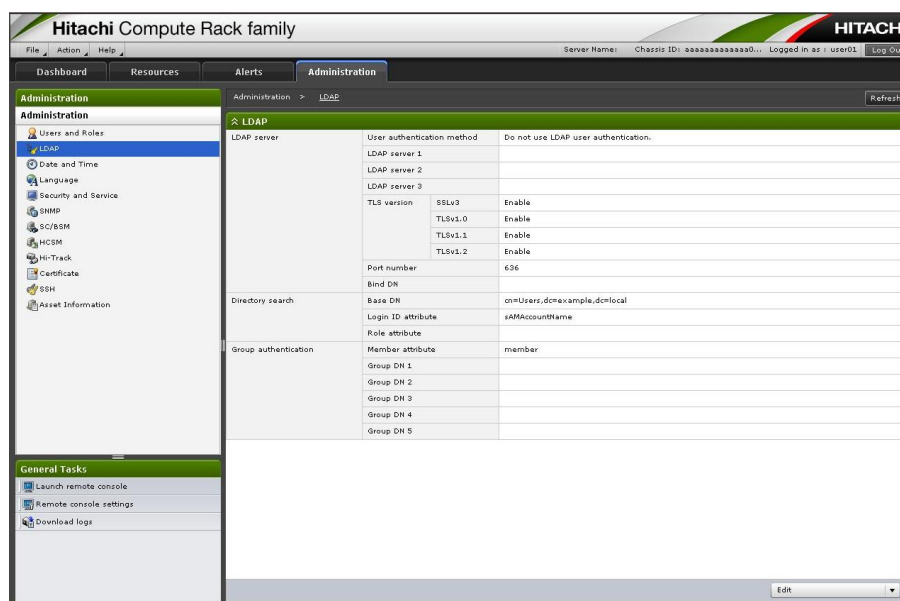 Hitachi Compute Rack family
HITACH
File Action Help
Server Name: Chassis ID: aaaaaaaaaaaaa0... Logged in as : user01 Log Ou
Dashboard Resources Alerts Administration
Administration
Administration
Users and Roles
LDAP
Date and Time
Language
Security and Service
SNMP
SC/BSM
HCSM
Hi-Track
Certificate
SSH
Asset Information
General Tasks
Launch remote console
Remote console settings
Download logs
Administration > LDAP
Refresh
LDAP
LDAP server User authentication method Do not use LDAP user authentication.
LDAP server 1
LDAP server 2
LDAP server 3
TLS version SSLv3 Enable
TLSv1.0 Enable
TLSv1.1 Enable
TLSv1.2 Enable
Port number 636
Bind DN
Directory search Base DN cn=Users,dc=example,dc=local
Login ID attribute sAMAccountName
Role attribute
Group authentication Member attribute member
Group DN 1
Group DN 2
Group DN 3
Group DN 4
Group DN 5
Edit